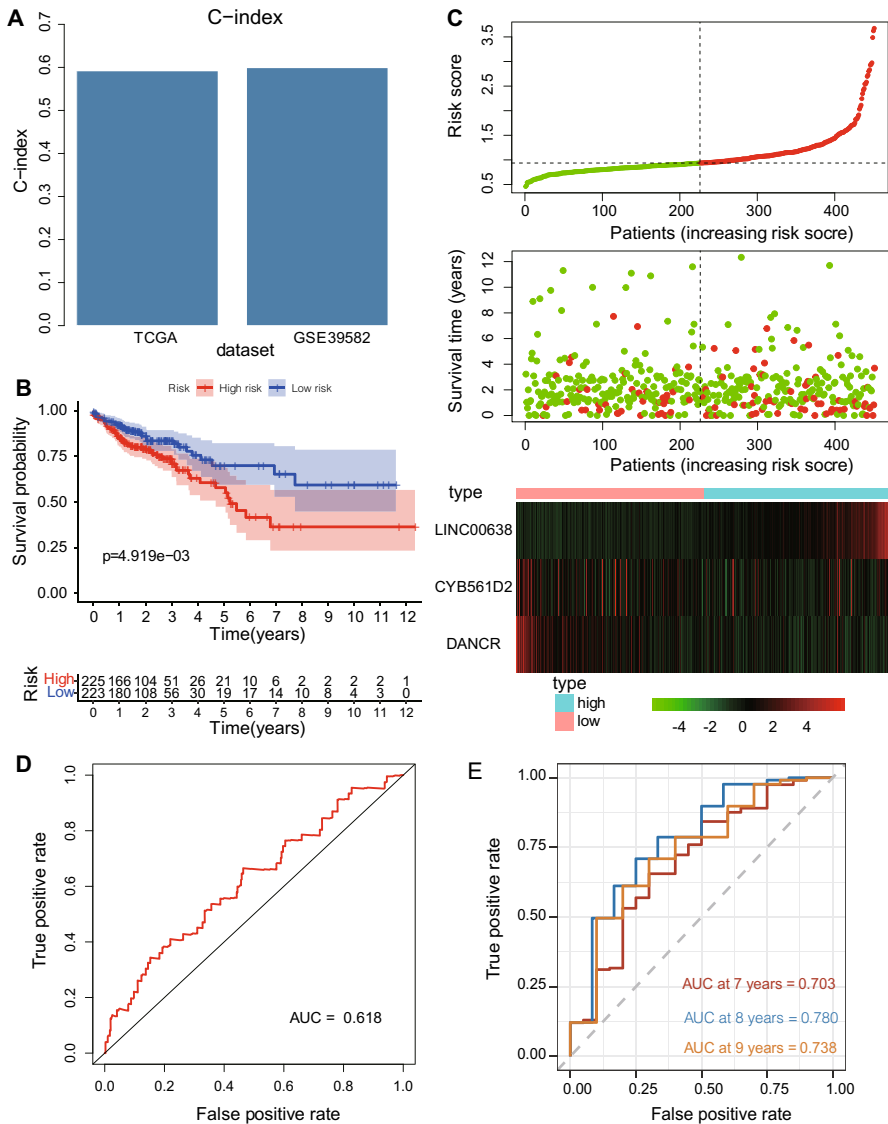 A
C-index
C-index
0.0 0.1 0.2 0.3 0.4 0.5 0.6 0.7
TCGA GSE39582
dataset
B
Risk High risk Low risk
Survival probability
1.00
0.75
0.50
0.25
0.00
p=4.919e−03
0 1 2 3 4 5 6 7 8 9 10 11 12
Time(years)
Risk
High 225 166 104 51 26 21 10 6 2 2 2 2 1
Low 223 180 108 56 30 19 17 14 10 8 4 3 0
0 1 2 3 4 5 6 7 8 9 10 11 12
Time(years)
C
Risk score
0.5 1.5 2.5 3.5
0 100 200 300 400
Patients (increasing risk socre)
Survival time (years)
0 2 4 6 8 10 12
0 100 200 300 400
Patients (increasing risk socre)
type
LINC00638
CYB561D2
DANCR
type
high
low
-4 -2 0 2 4
D
True positive rate
0.0 0.2 0.4 0.6 0.8 1.0
AUC = 0.618
0.0 0.2 0.4 0.6 0.8 1.0
False positive rate
E
True positive rate
1.00
0.75
0.50
0.25
0.00
AUC at 7 years = 0.703
AUC at 8 years = 0.780
AUC at 9 years = 0.738
0.00 0.25 0.50 0.75 1.00
False positive rate